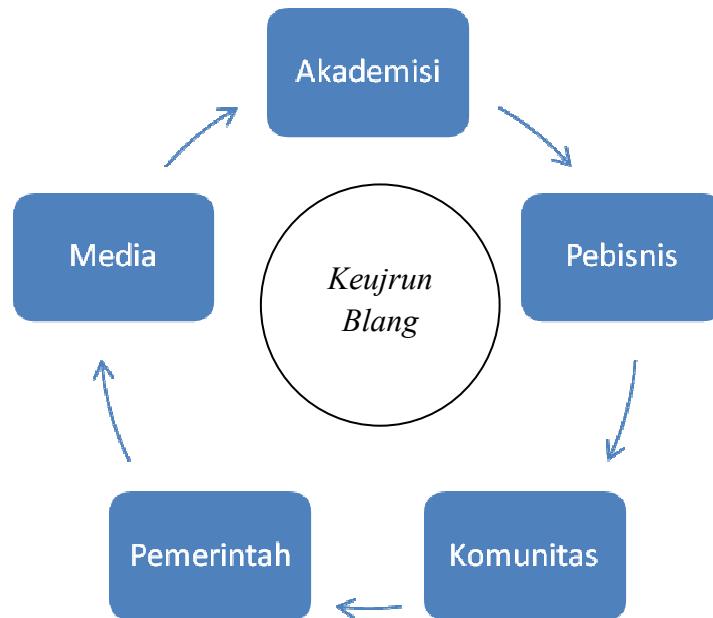 Akademisi
Media
Pebisnis
Keujrun
Blang
Pemerintah
Komunitas